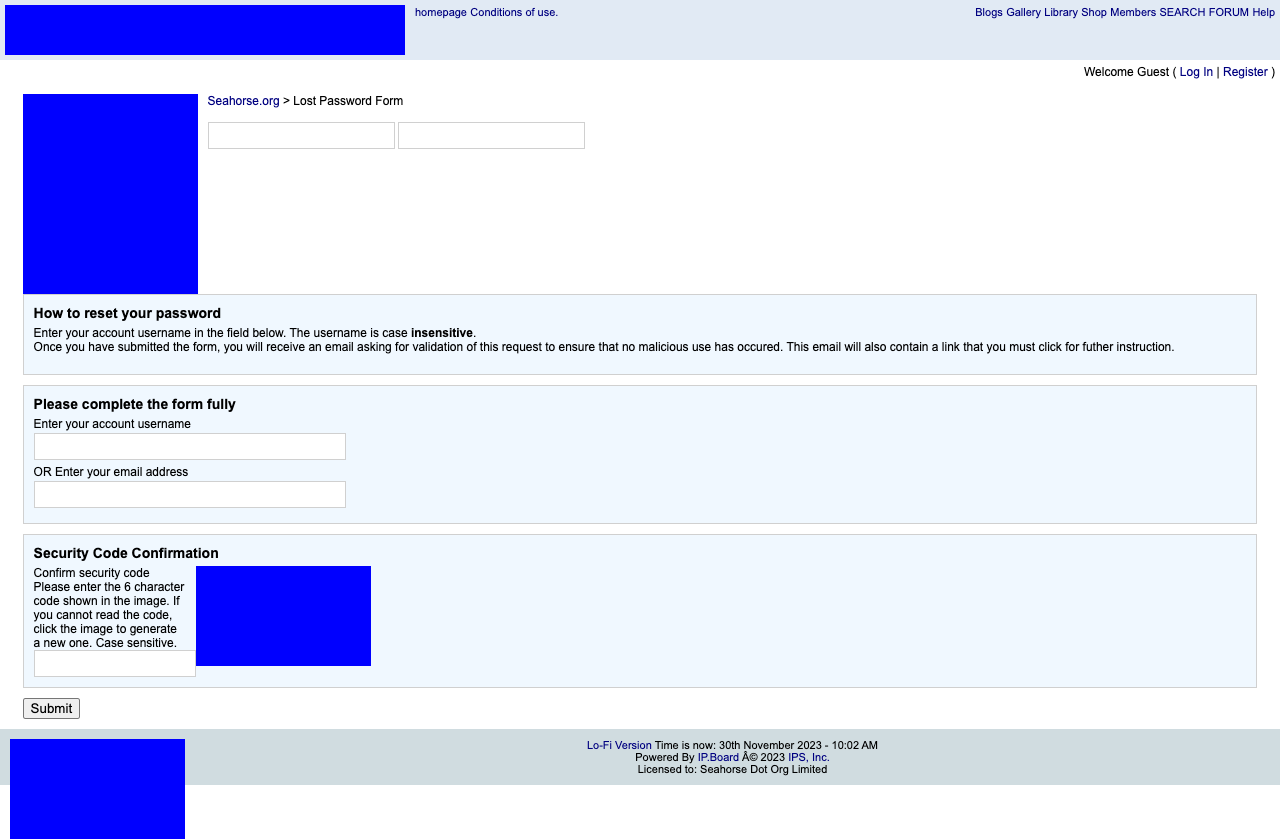 homepage Conditions of use.
Blogs Gallery Library Shop Members SEARCH FORUM Help
Welcome Guest ( Log In | Register )
Seahorse.org > Lost Password Form
How to reset your password
Enter your account username in the field below. The username is case insensitive.
Once you have submitted the form, you will receive an email asking for validation of this request to ensure that no malicious use has occured. This email will also contain a link that you must click for futher instruction.
Please complete the form fully
Enter your account username
OR Enter your email address
Security Code Confirmation
Confirm security code
Please enter the 6 character
code shown in the image. If
you cannot read the code,
click the image to generate
a new one. Case sensitive.
Submit
Lo-Fi Version Time is now: 30th November 2023 - 10:02 AM
Powered By IP.Board Â© 2023 IPS, Inc.
Licensed to: Seahorse Dot Org Limited